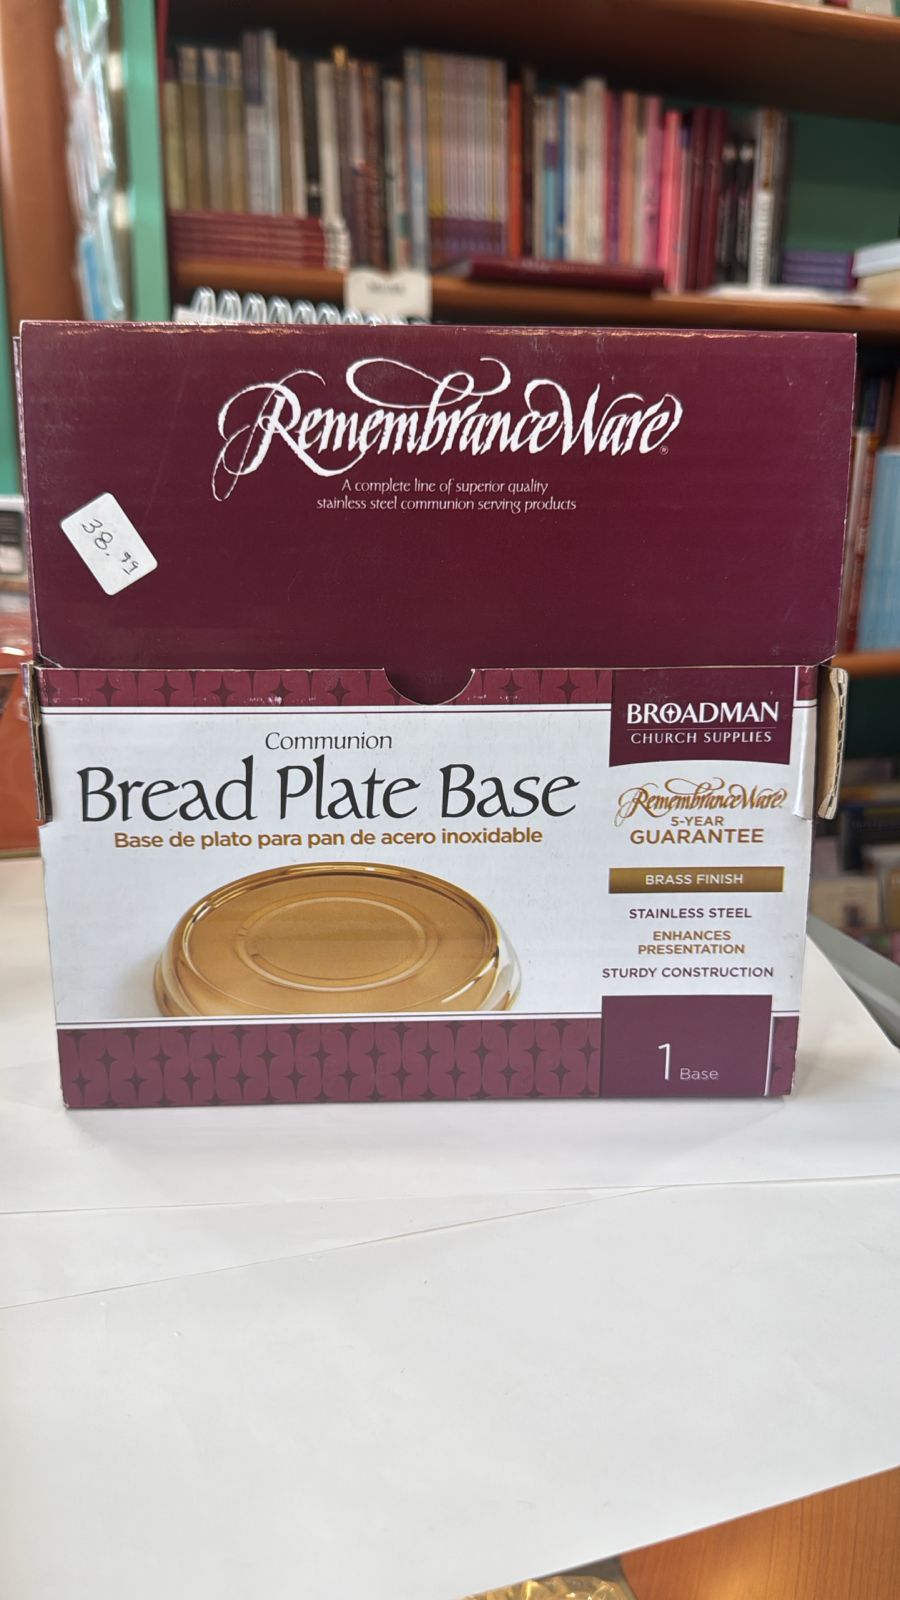 RemembranceWare®
A complete line of superior quality
stainless steel communion serving products
38.99
BROADMAN
CHURCH SUPPLIES
Communion
Bread Plate Base
Base de plato para pan de acero inoxidable
RemembranceWare®
5-YEAR
GUARANTEE
BRASS FINISH
STAINLESS STEEL
ENHANCES
PRESENTATION
STURDY CONSTRUCTION
1 Base